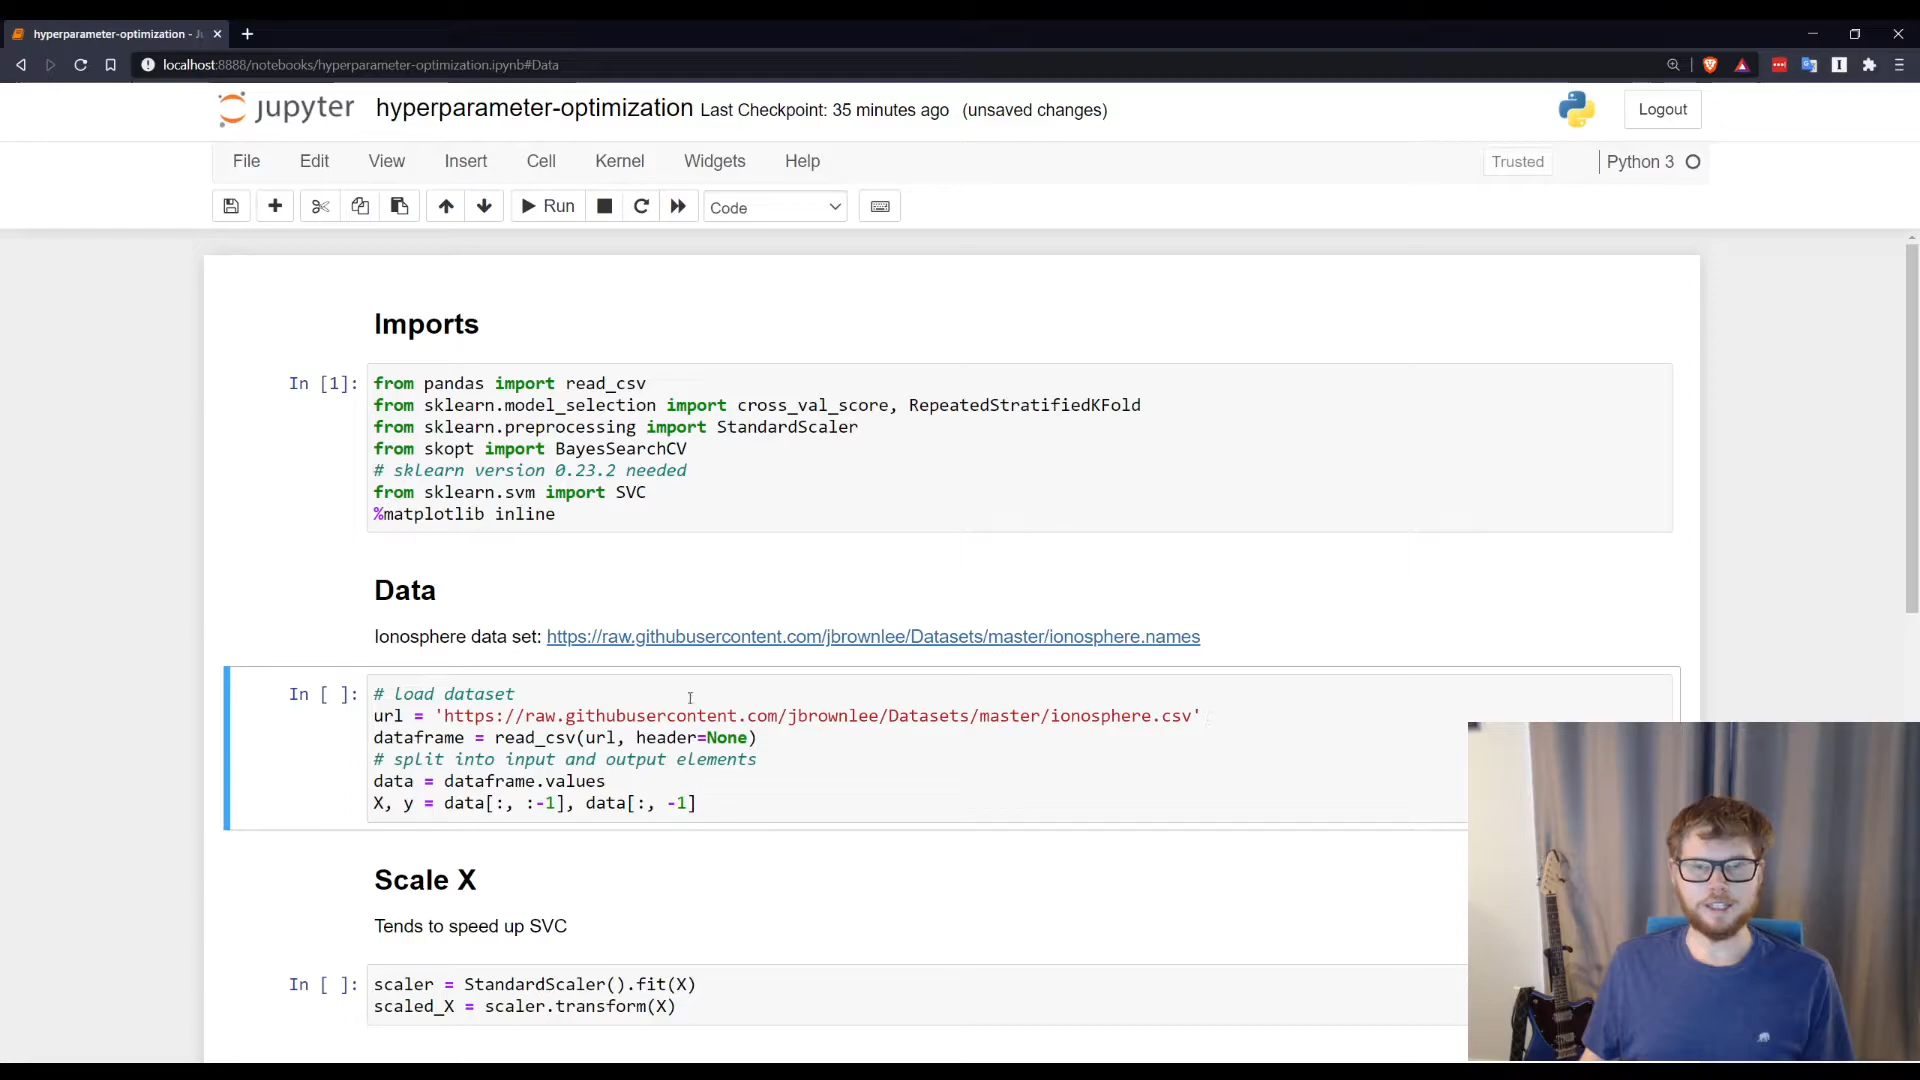 hyperparameter-optimization - Ju
localhost:8888/notebooks/hyperparameter-optimization.ipynb#Data
jupyter hyperparameter-optimization Last Checkpoint: 35 minutes ago (unsaved changes)
Logout
File Edit View Insert Cell Kernel Widgets Help
Trusted
Python 3
Run
Code
Imports
In [1]:
from pandas import read_csv
from sklearn.model_selection import cross_val_score, RepeatedStratifiedKFold
from sklearn.preprocessing import StandardScaler
from skopt import BayesSearchCV
# sklearn version 0.23.2 needed
from sklearn.svm import SVC
%matplotlib inline
Data
Ionosphere data set: https://raw.githubusercontent.com/jbrownlee/Datasets/master/ionosphere.names
In [ ]:
# load dataset
url = 'https://raw.githubusercontent.com/jbrownlee/Datasets/master/ionosphere.csv'
dataframe = read_csv(url, header=None)
# split into input and output elements
data = dataframe.values
X, y = data[:, :-1], data[:, -1]
Scale X
Tends to speed up SVC
In [ ]:
scaler = StandardScaler().fit(X)
scaled_X = scaler.transform(X)